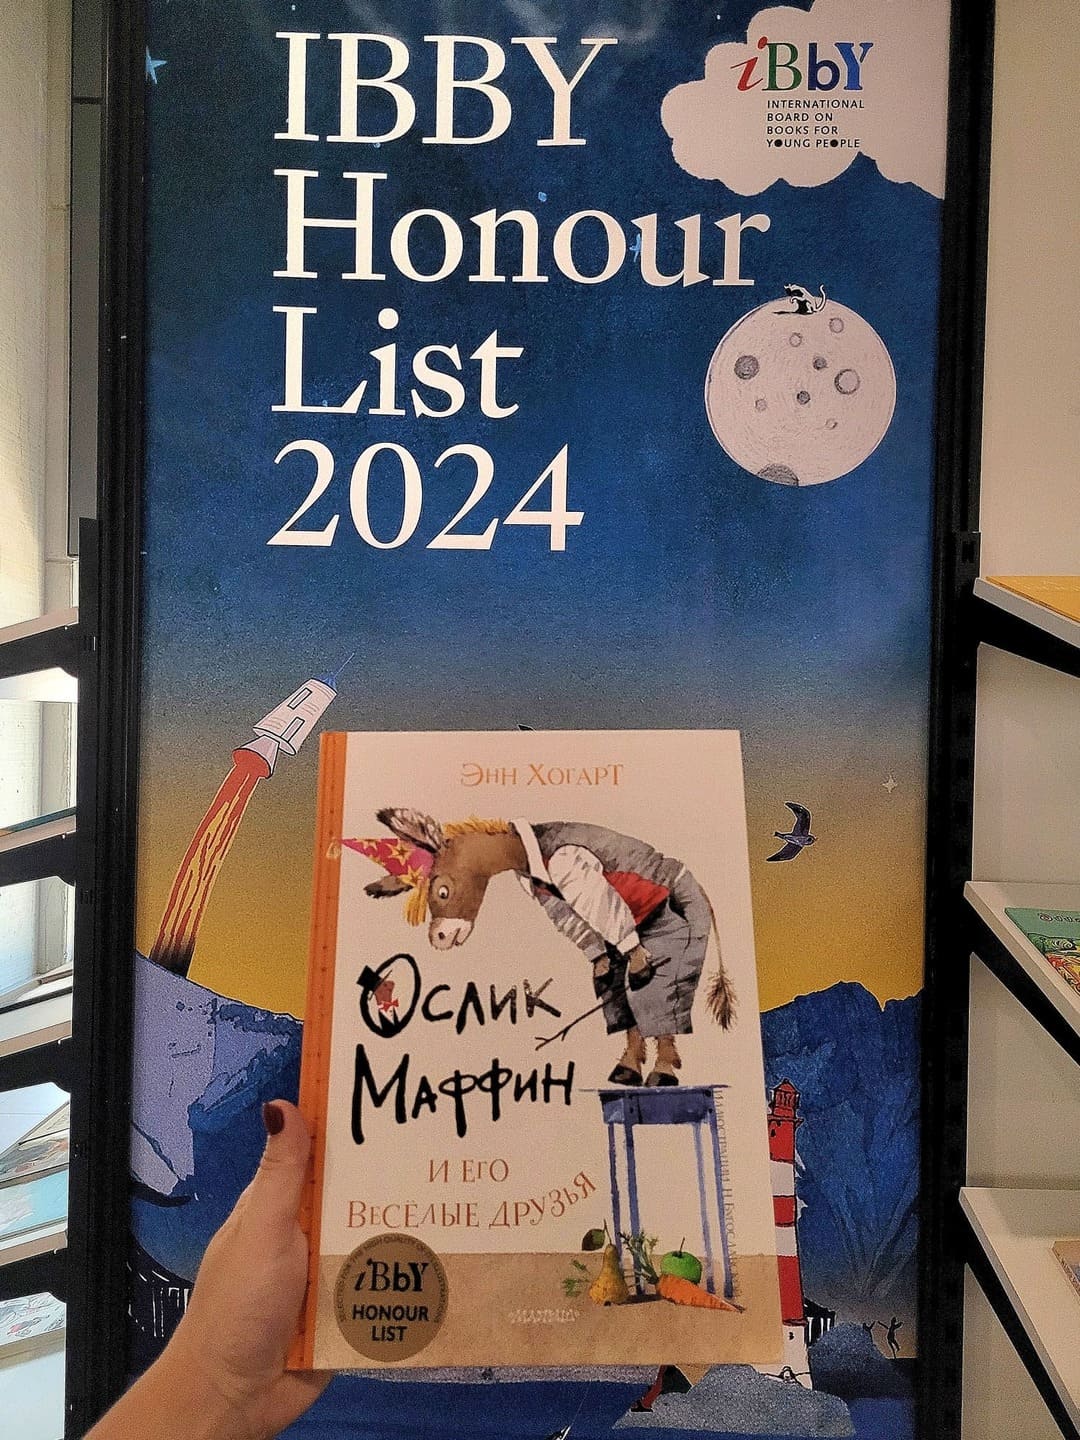 IBBY
Honour
List
2024
iBbY
INTERNATIONAL
BOARD ON
BOOKS FOR
YOUNG PEOPLE
Энн Хогарт
Ослик
Маффин
и его
Весёлые друзья
iBbY
HONOUR
LIST
МАЛЫШ